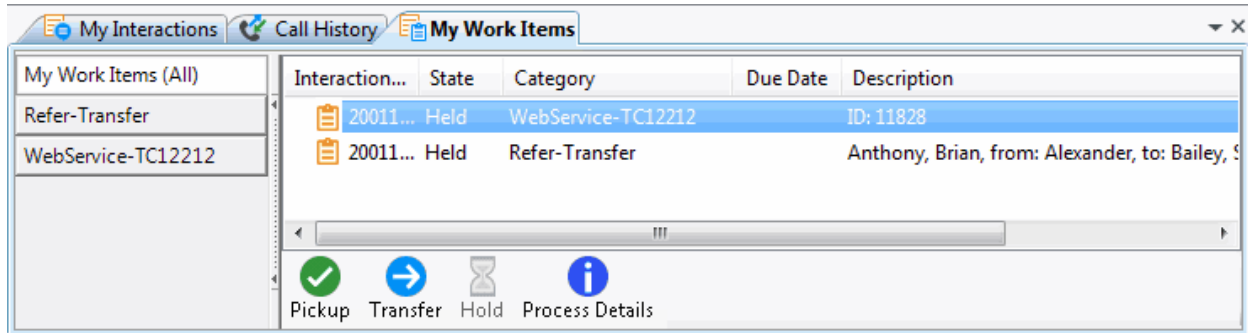 My Interactions Call History My Work Items
My Work Items (All)
Refer-Transfer
WebService-TC12212
Interaction... State Category Due Date Description
20011... Held WebService-TC12212 ID: 11828
20011... Held Refer-Transfer Anthony, Brian, from: Alexander, to: Bailey,
Pickup Transfer Hold Process Details